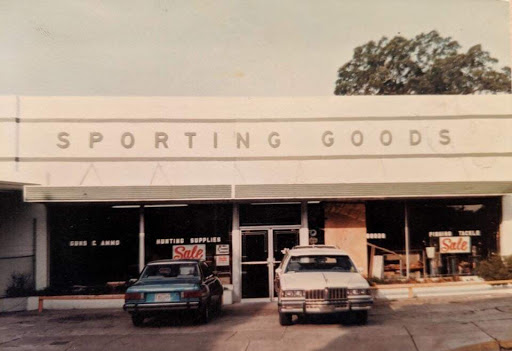 SPORTING GOODS
GUNS & AMMO
HUNTING SUPPLIES
FISHING TACKLE
Sale
Sale